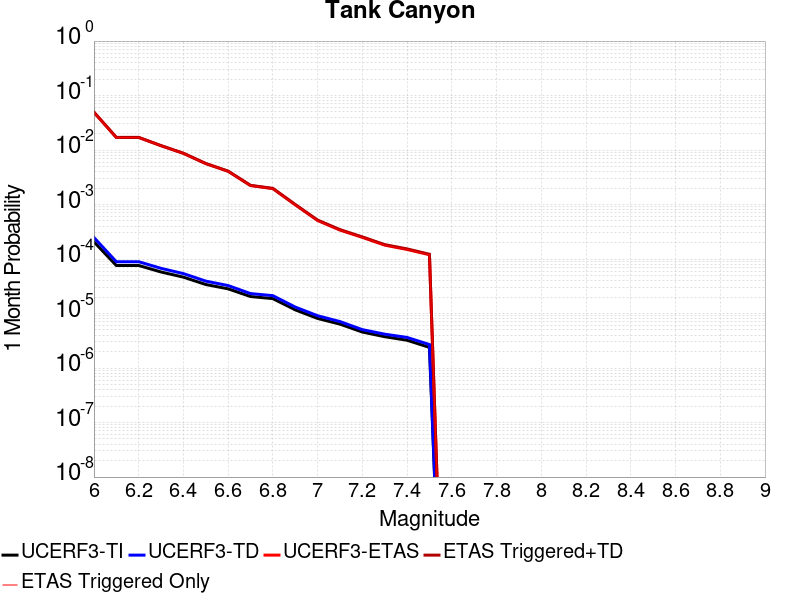 Tank Canyon
10^0
10^-1
10^-2
10^-3
10^-4
10^-5
10^-6
10^-7
10^-8
1 Month Probability
6 6.2 6.4 6.6 6.8 7 7.2 7.4 7.6 7.8 8 8.2 8.4 8.6 8.8 9
Magnitude
UCERF3-TI UCERF3-TD UCERF3-ETAS ETAS Triggered+TD
ETAS Triggered Only